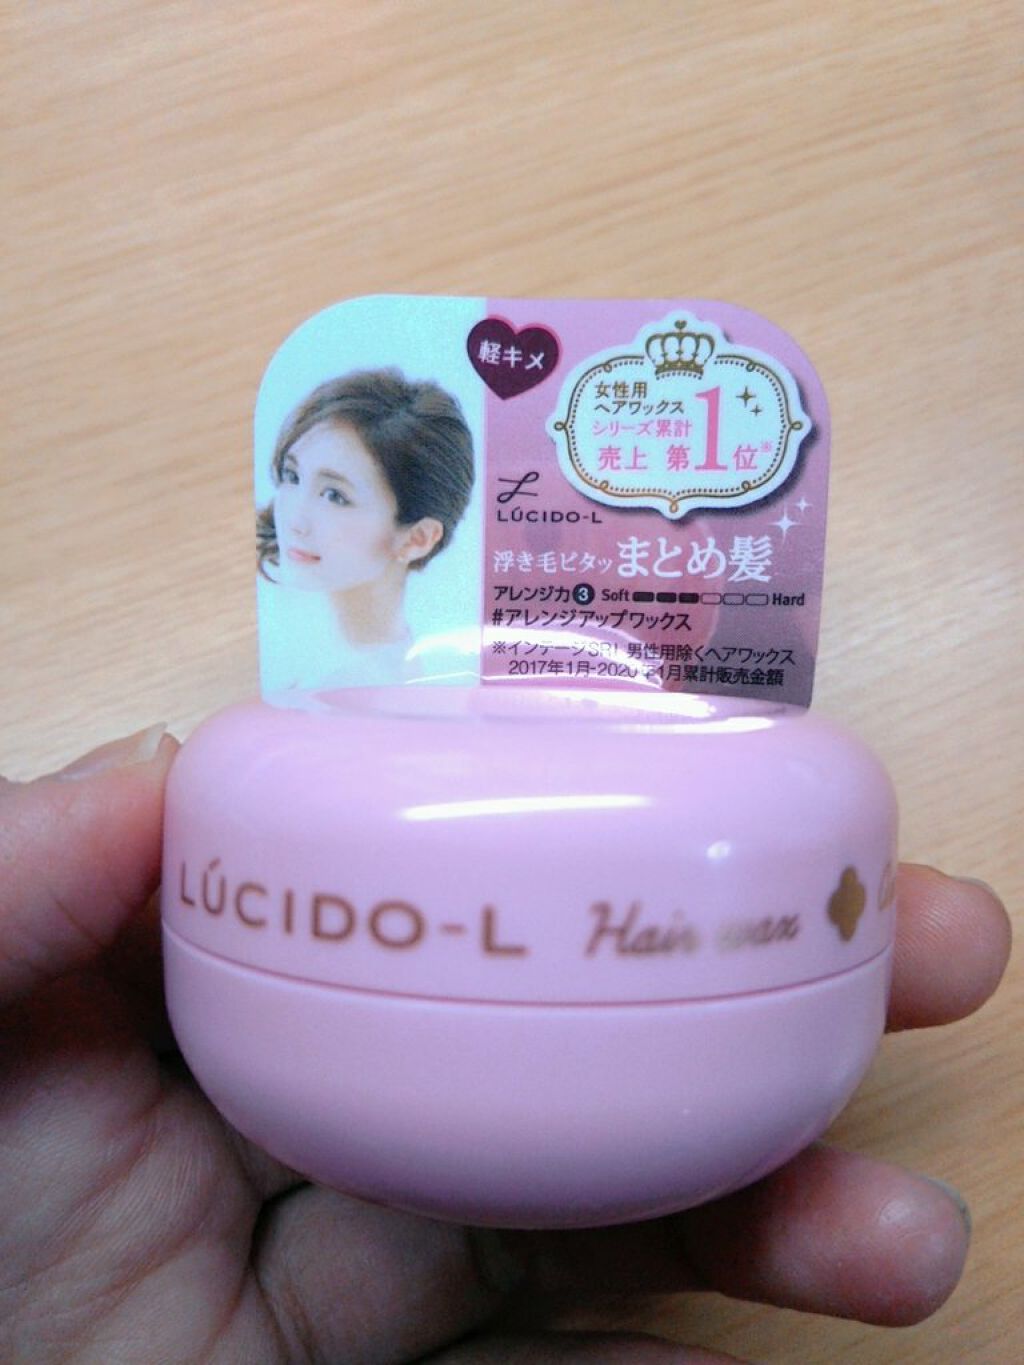 軽キメ
女性用
ヘアワックス
シリーズ累計
売上 第1位※
LÚCIDO-L
浮き毛ピタッ まとめ髪
アレンジ力3 Soft Hard
#アレンジアップワックス
※インテージSRI 男性用除くヘアワックス
2017年1月-2020年1月累計販売金額
LÚCIDO-L Hair wax